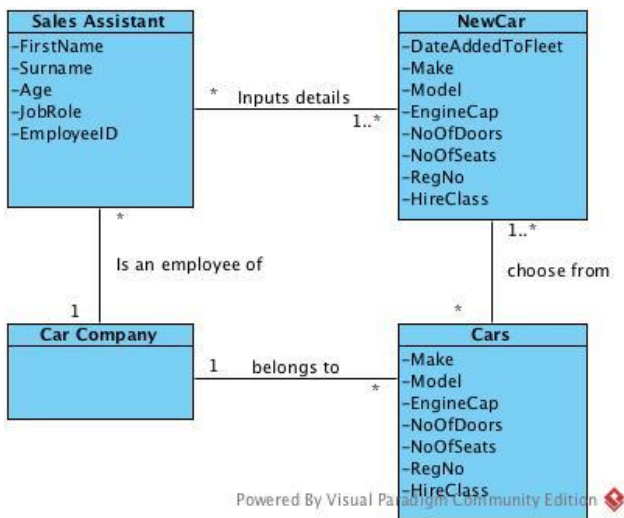 Sales Assistant
-FirstName
-Surname
-Age
-JobRole
-EmployeeID
NewCar
-DateAddedToFleet
-Make
-Model
-EngineCap
-NoOfDoors
-NoOfSeats
-RegNo
-HireClass
* Inputs details 1..*
*
Is an employee of
1
1..*
choose from
*
Car Company
1 belongs to *
Cars
-Make
-Model
-EngineCap
-NoOfDoors
-NoOfSeats
-RegNo
-HireClass
Powered By Visual Paradigm Community Edition